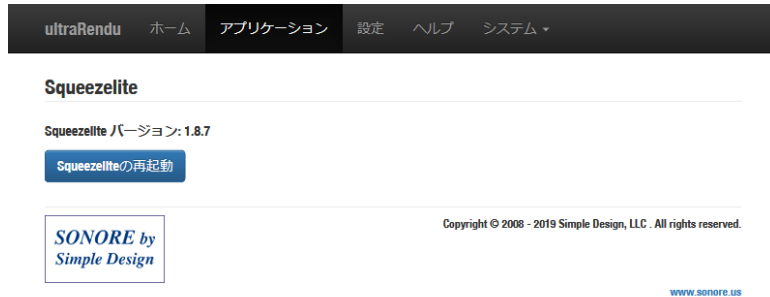 ultraRendu ホーム アプリケーション 設定 ヘルプ システム
Squeezelite
Squeezelite バージョン: 1.8.7
Squeezeliteの再起動
SONORE by
Simple Design
Copyright © 2008 - 2019 Simple Design, LLC . All rights reserved.
www.sonore.us